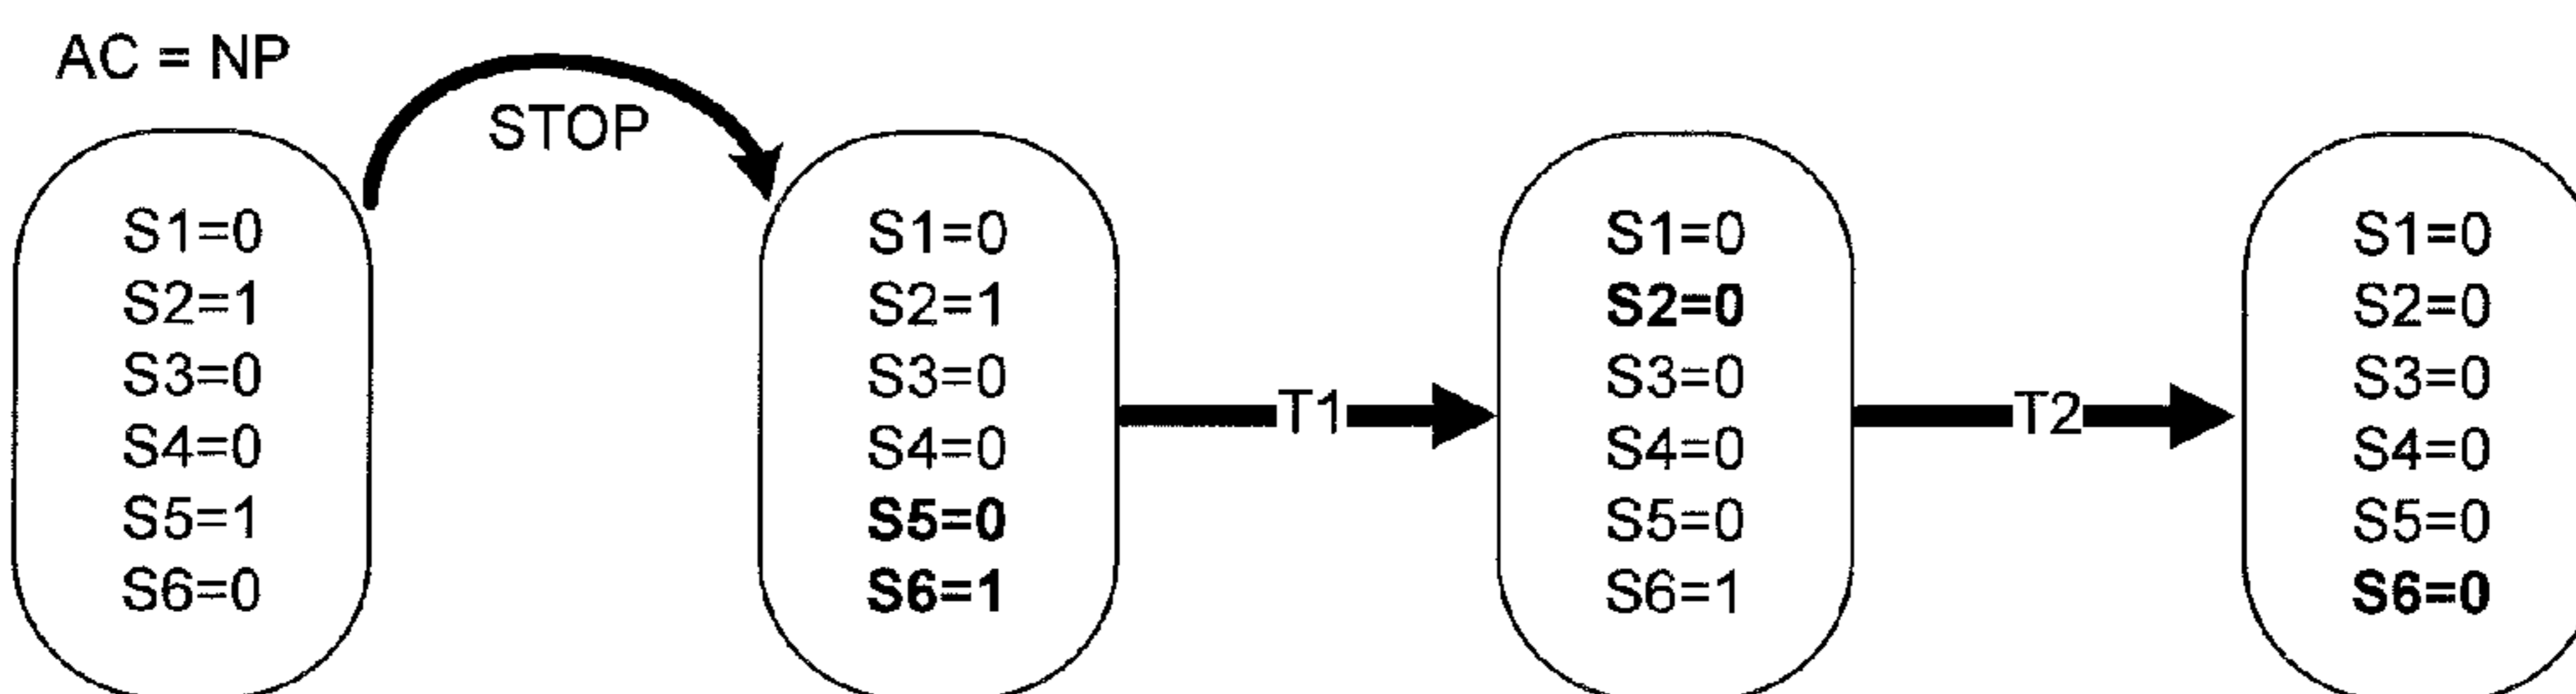 AC = NP
STOP
S1=0
S2=1
S3=0
S4=0
S5=1
S6=0
S1=0
S2=1
S3=0
S4=0
S5=0
S6=1
T1
S1=0
S2=0
S3=0
S4=0
S5=0
S6=1
T2
S1=0
S2=0
S3=0
S4=0
S5=0
S6=0